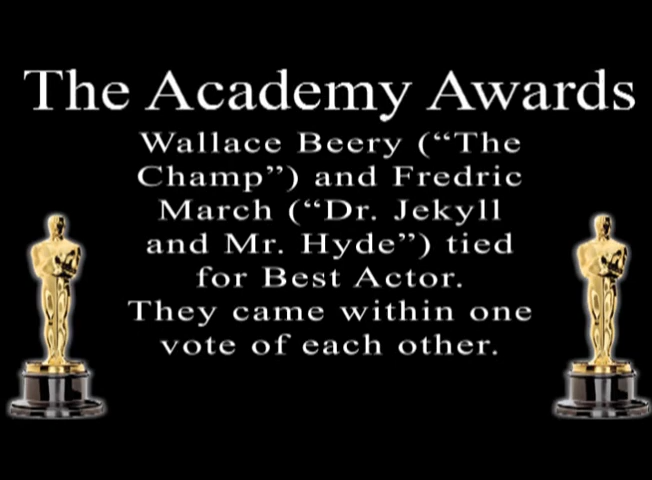 The Academy Awards
Wallace Beery (“The
Champ”) and Fredric
March (“Dr. Jekyll
and Mr. Hyde”) tied
for Best Actor.
They came within one
vote of each other.